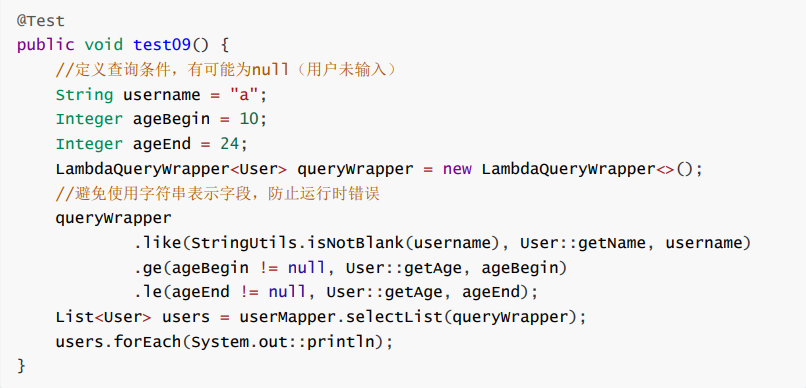 @Test
public void test09() {
    //定义查询条件，有可能为null（用户未输入）
    String username = "a";
    Integer ageBegin = 10;
    Integer ageEnd = 24;
    LambdaQueryWrapper<User> queryWrapper = new LambdaQueryWrapper<>();
    //避免使用字符串表示字段，防止运行时错误
    queryWrapper
            .like(StringUtils.isNotBlank(username), User::getName, username)
            .ge(ageBegin != null, User::getAge, ageBegin)
            .le(ageEnd != null, User::getAge, ageEnd);
    List<User> users = userMapper.selectList(queryWrapper);
    users.forEach(System.out::println);
}